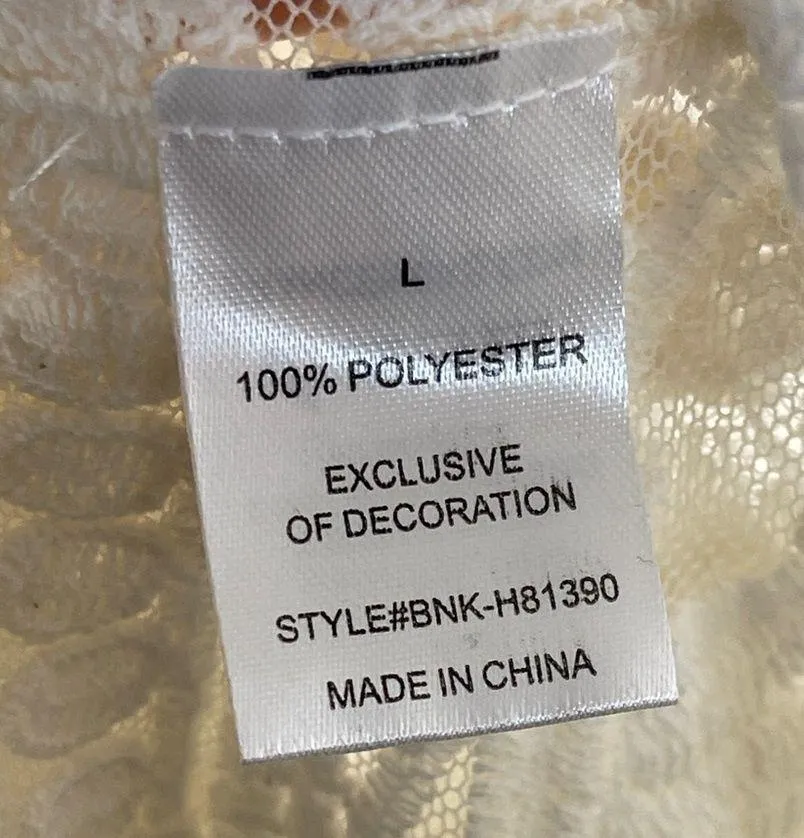 L
100% POLYESTER
EXCLUSIVE
OF DECORATION
STYLE#BNK-H81390
MADE IN CHINA